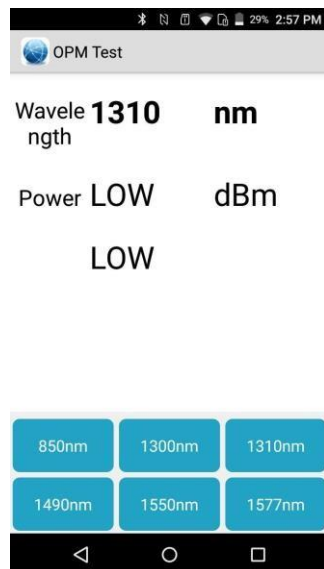 29% 2:57 PM
OPM Test
Wavele 1310 nm
ngth
Power LOW dBm
LOW
850nm 1300nm 1310nm
1490nm 1550nm 1577nm